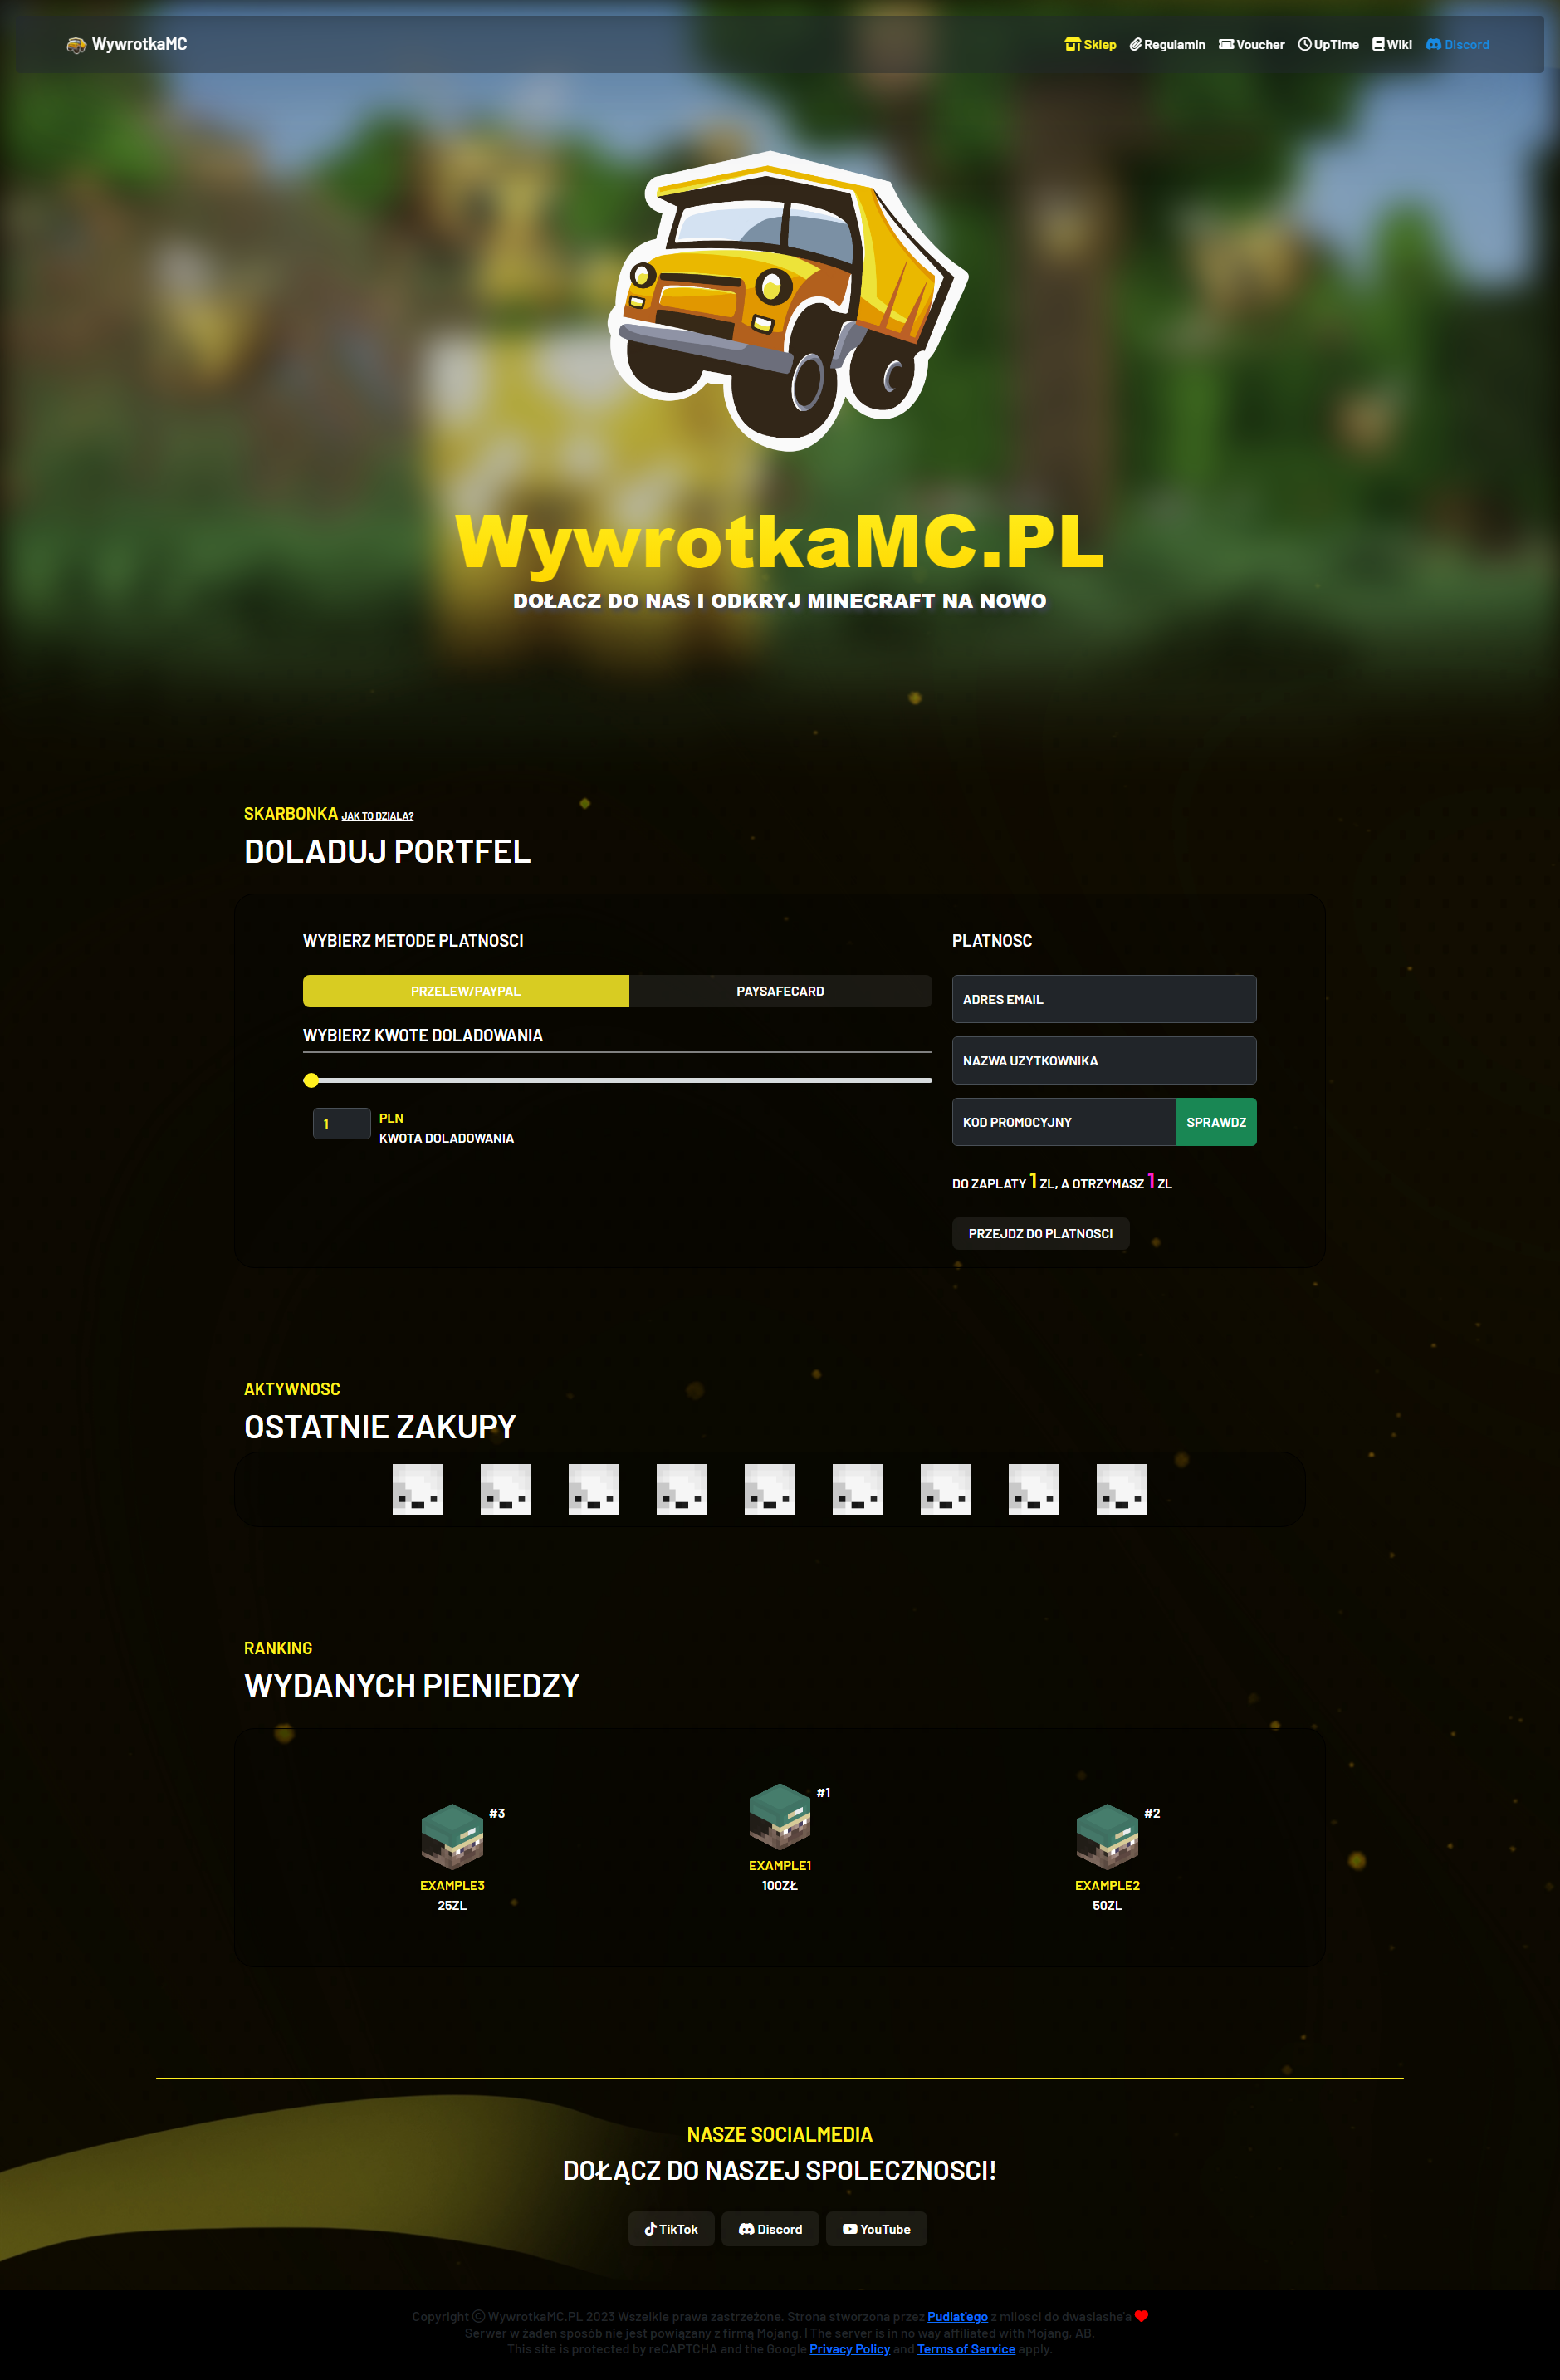 WywrotkaMC
Sklep Regulamin Voucher UpTime Wiki Discord
WywrotkaMC.PL
DOŁACZ DO NAS I ODKRYJ MINECRAFT NA NOWO
SKARBONKA JAK TO DZIALA?
DOLADUJ PORTFEL
WYBIERZ METODE PLATNOSCI
PRZELEW/PAYPAL PAYSAFECARD
WYBIERZ KWOTE DOLADOWANIA
1 PLN
KWOTA DOLADOWANIA
PLATNOSC
ADRES EMAIL
NAZWA UZYTKOWNIKA
KOD PROMOCYJNY SPRAWDZ
DO ZAPLATY 1 ZL, A OTRZYMASZ 1 ZL
PRZEJDZ DO PLATNOSCI
AKTYWNOSC
OSTATNIE ZAKUPY
RANKING
WYDANYCH PIENIEDZY
#3
EXAMPLE3
25ZL
#1
EXAMPLE1
100ZŁ
#2
EXAMPLE2
50ZL
NASZE SOCIALMEDIA
DOŁĄCZ DO NASZEJ SPOLECZNOSCI!
TikTok Discord YouTube
Copyright © WywrotkaMC.PL 2023 Wszelkie prawa zastrzeżone. Strona stworzona przez Pudlat'ego z milosci do dwaslashe'a
Serwer w żaden sposób nie jest powiązany z firmą Mojang. | The server is in no way affiliated with Mojang, AB.
This site is protected by reCAPTCHA and the Google Privacy Policy and Terms of Service apply.